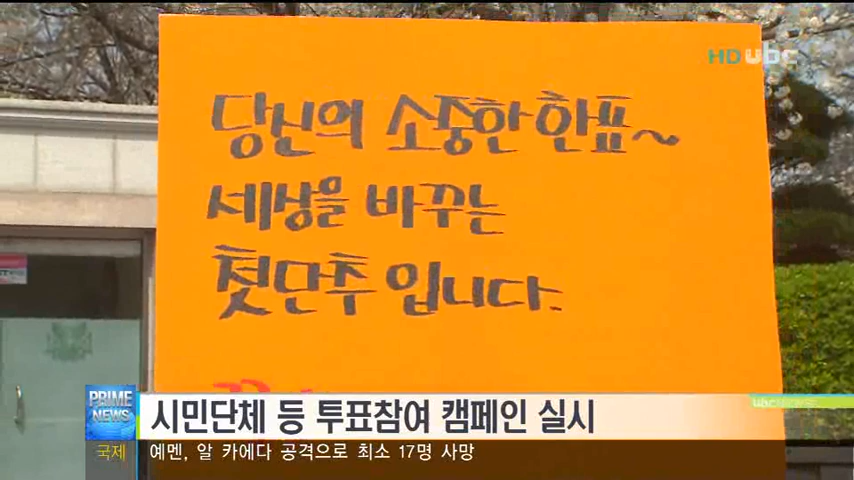 HD ubc
당신의 소중한 한표~
세상을 바꾸는
첫단추 입니다.
PRIME NEWS
시민단체 등 투표참여 캠페인 실시
국제
예멘, 알 카에다 공격으로 최소 17명 사망